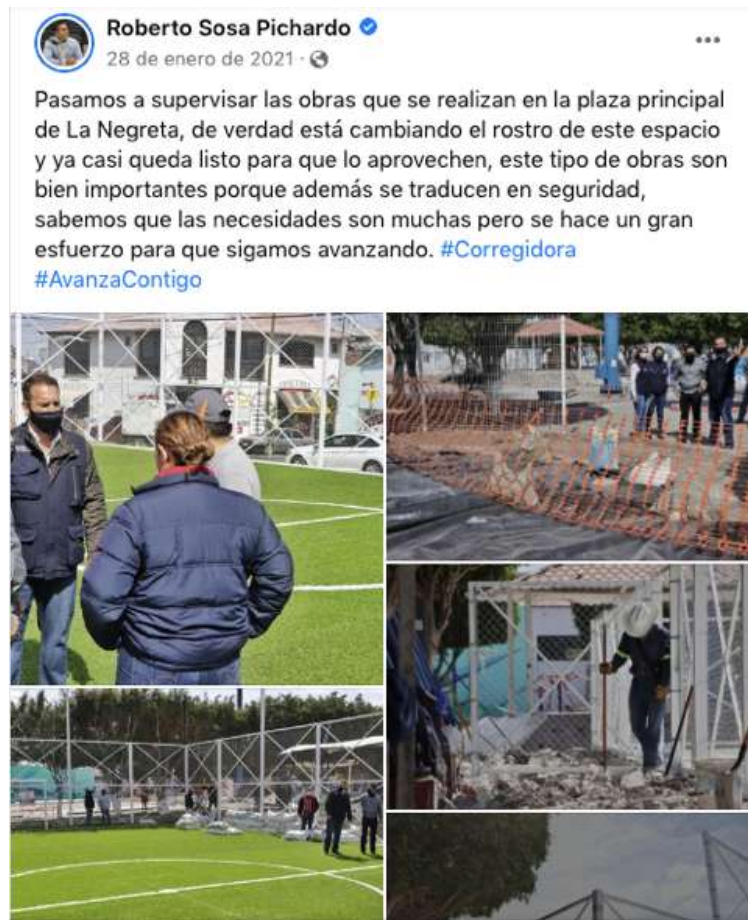 Roberto Sosa Pichardo
28 de enero de 2021 ·
Pasamos a supervisar las obras que se realizan en la plaza principal
de La Negreta, de verdad está cambiando el rostro de este espacio
y ya casi queda listo para que lo aprovechen, este tipo de obras son
bien importantes porque además se traducen en seguridad,
sabemos que las necesidades son muchas pero se hace un gran
esfuerzo para que sigamos avanzando. #Corregidora
#AvanzaContigo